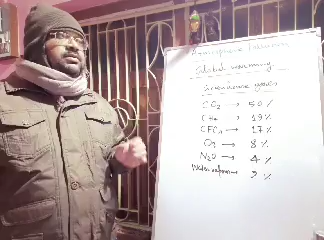 Atmospheric Pollution
Global warming
Greenhouse gases
CO2 → 50 %
CH4 → 19 %
CFCs → 17 %
O3 → 8 %
N2O → 4 %
Water vapour → 2 %